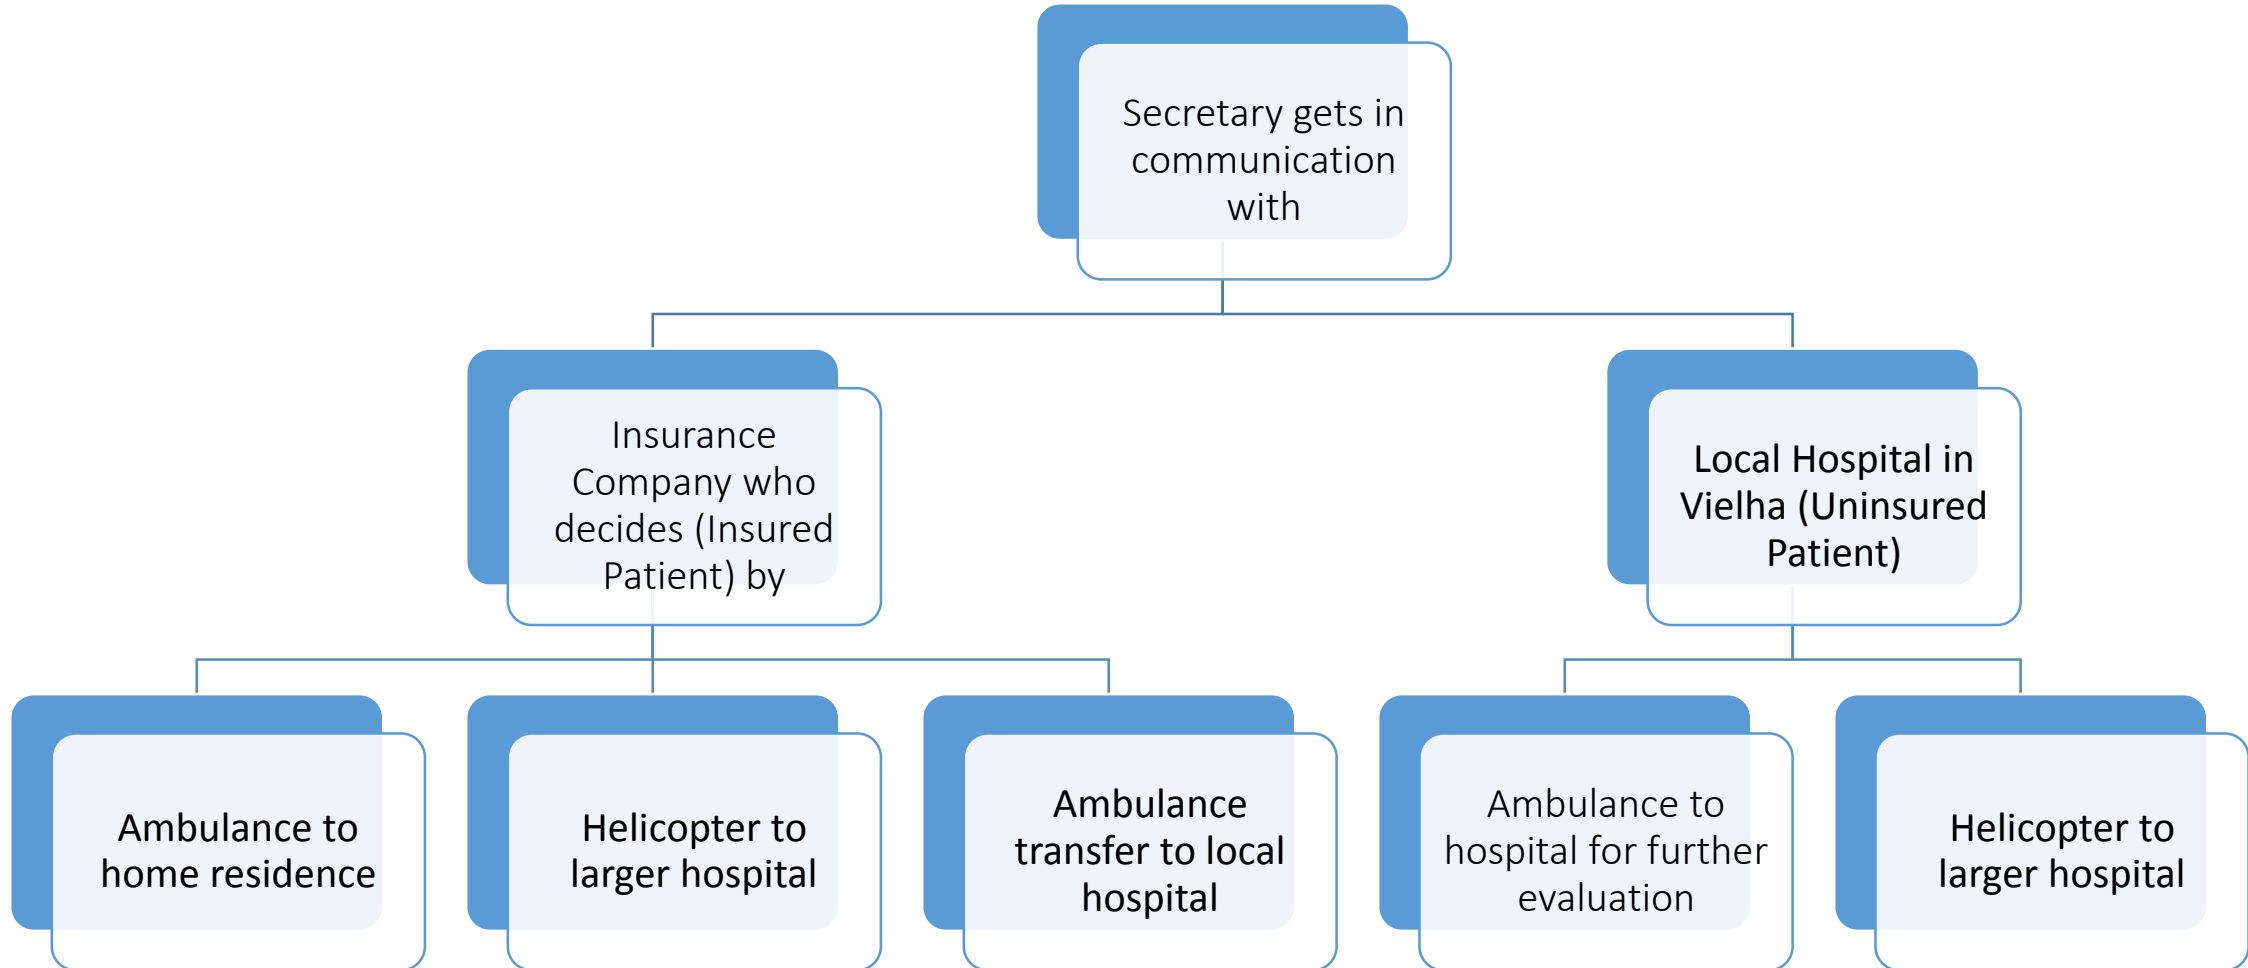 Secretary gets in
communication
with
Insurance
Company who
decides (Insured
Patient) by
Local Hospital in
Vielha (Uninsured
Patient)
Ambulance to
home residence
Helicopter to
larger hospital
Ambulance
transfer to local
hospital
Ambulance to
hospital for further
evaluation
Helicopter to
larger hospital